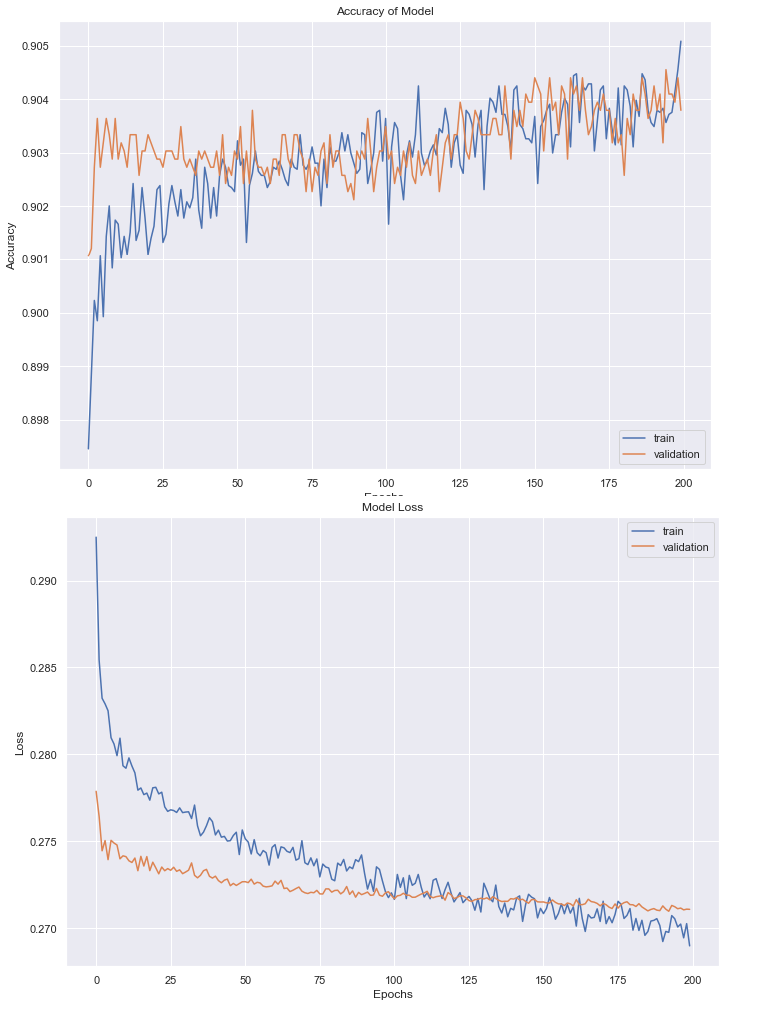 Accuracy of Model
0.905
0.904
0.903
0.902
0.901
0.900
0.899
0.898
Accuracy
train
validation
0 25 50 75 100 125 150 175 200
Epochs
Model Loss
train
validation
0.290
0.285
0.280
0.275
0.270
Loss
0 25 50 75 100 125 150 175 200
Epochs